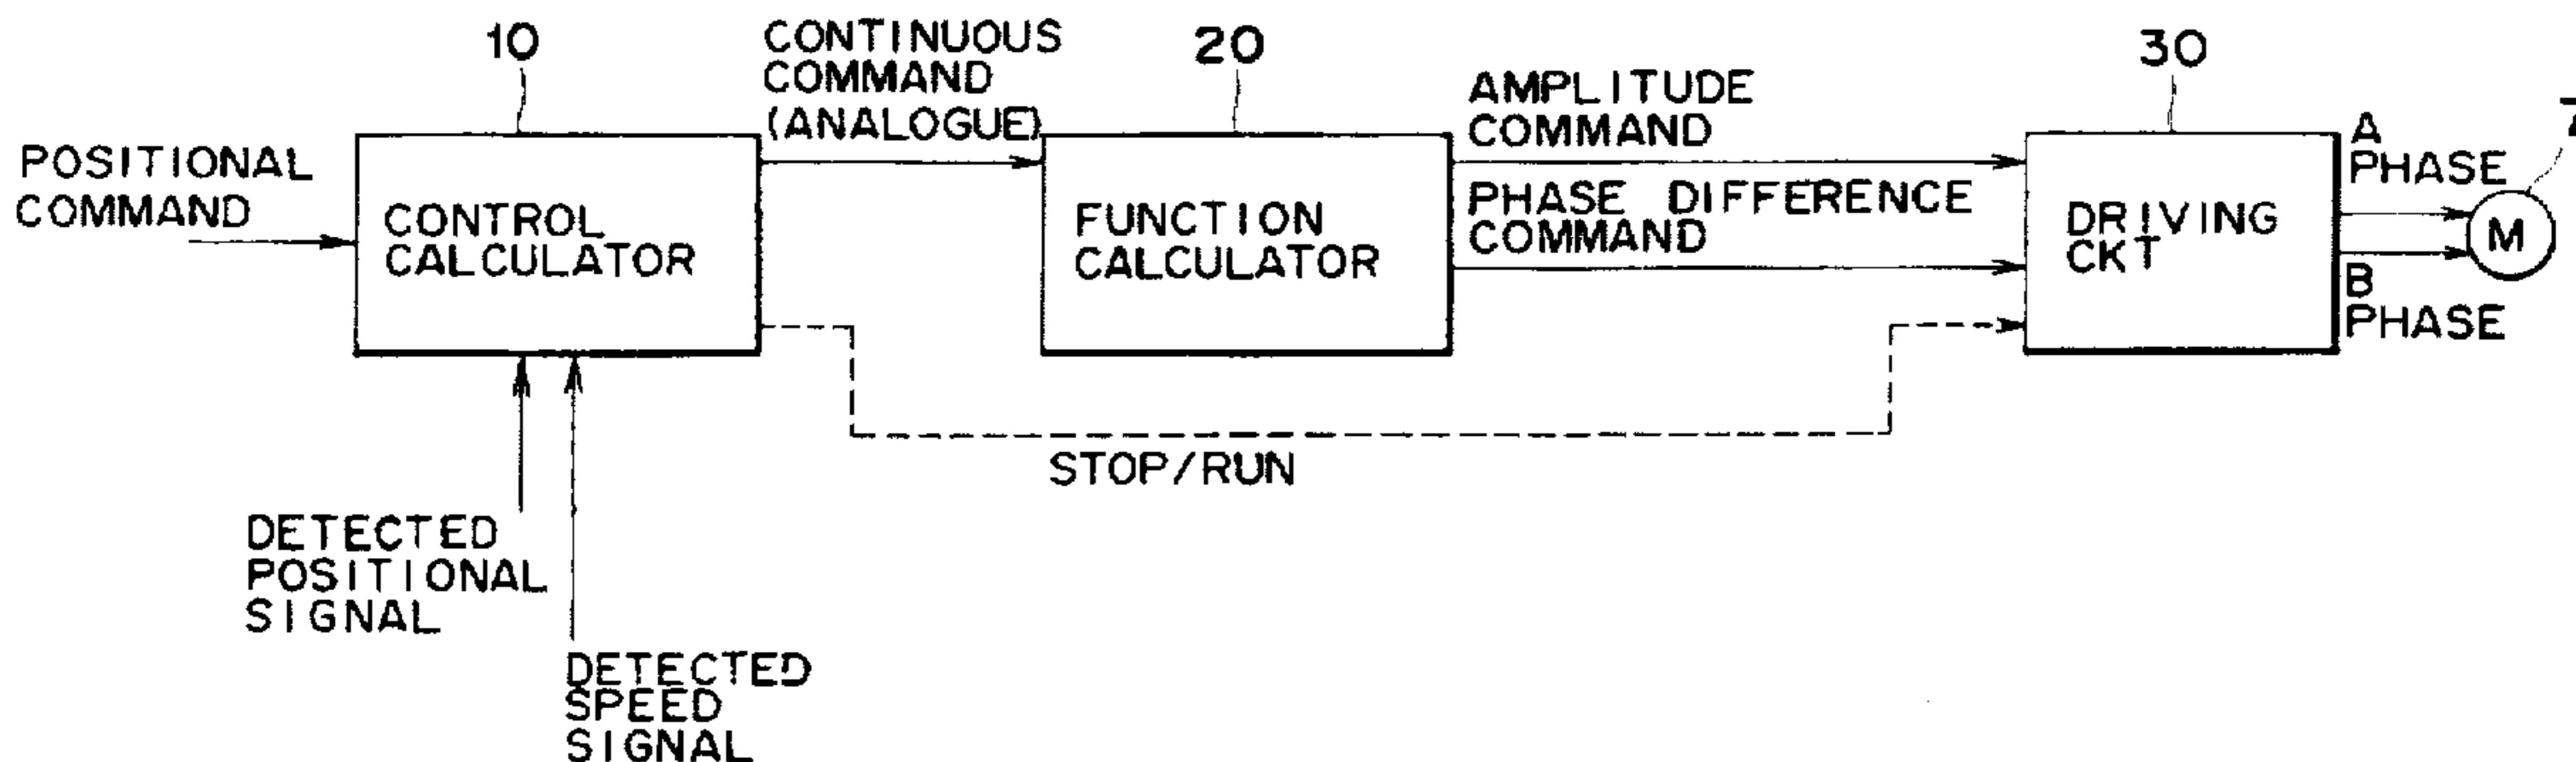 10
CONTINUOUS
COMMAND
(ANALOGUE)
20
AMPLITUDE
COMMAND
30
A
PHASE
POSITIONAL
COMMAND
CONTROL
CALCULATOR
FUNCTION
CALCULATOR
PHASE DIFFERENCE
COMMAND
DRIVING
CKT
M
B
PHASE
STOP/RUN
DETECTED
POSITIONAL
SIGNAL
DETECTED
SPEED
SIGNAL